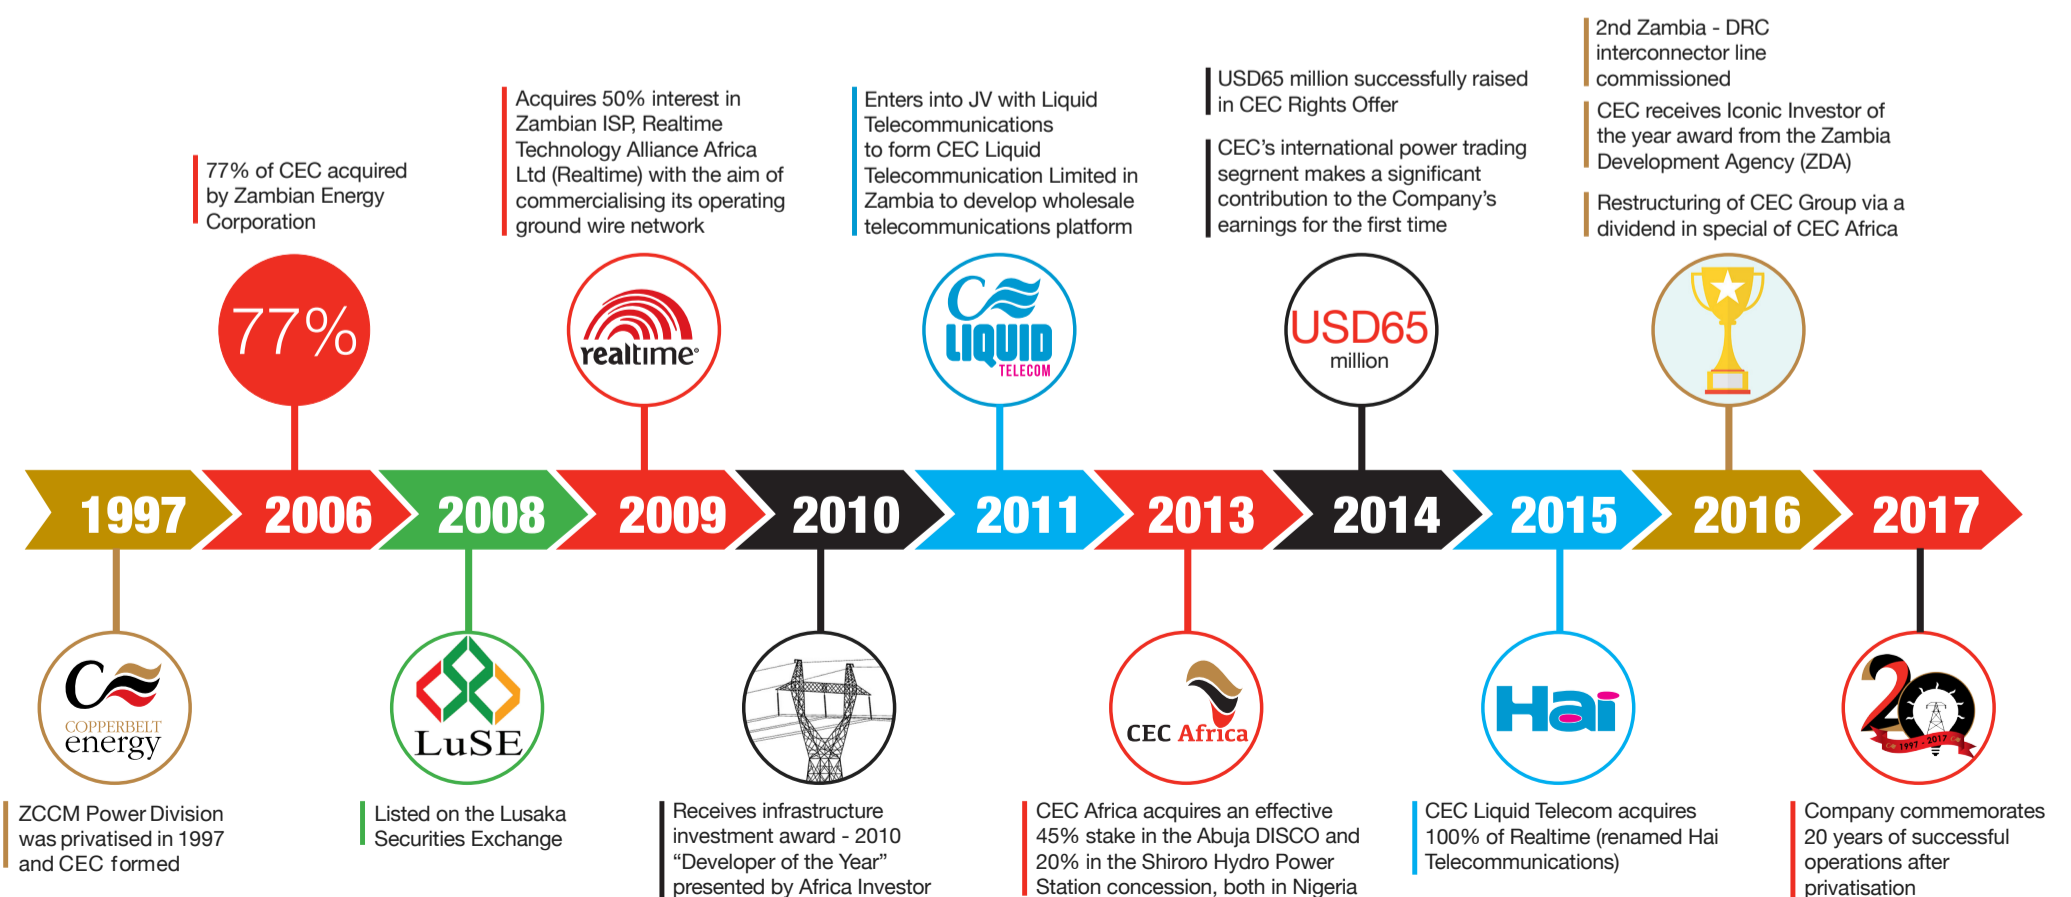 2nd Zambia - DRC
interconnector line
commissioned
CEC receives Iconic Investor of
the year award from the Zambia
Development Agency (ZDA)
Restructuring of CEC Group via a
dividend in special of CEC Africa
USD65 million successfully raised
in CEC Rights Offer
CEC's international power trading
segrnent makes a significant
contribution to the Company's
earnings for the first time
Enters into JV with Liquid
Telecommunications
to form CEC Liquid
Telecommunication Limited in
Zambia to develop wholesale
telecommunications platform
Acquires 50% interest in
Zambian ISP, Realtime
Technology Alliance Africa
Ltd (Realtime) with the aim of
commercialising its operating
ground wire network
77% of CEC acquired
by Zambian Energy
Corporation
77%
realtime
C
LIQUID
TELECOM
USD65
million
1997
2006
2008
2009
2010
2011
2013
2014
2015
2016
2017
C
COPPERBELT
energy
LuSE
CEC Africa
Hai
20
1997 - 2017
ZCCM Power Division
was privatised in 1997
and CEC formed
Listed on the Lusaka
Securities Exchange
Receives infrastructure
investment award - 2010
“Developer of the Year”
presented by Africa Investor
CEC Africa acquires an effective
45% stake in the Abuja DISCO and
20% in the Shiroro Hydro Power
Station concession, both in Nigeria
CEC Liquid Telecom acquires
100% of Realtime (renamed Hai
Telecommunications)
Company commemorates
20 years of successful
operations after
privatisation